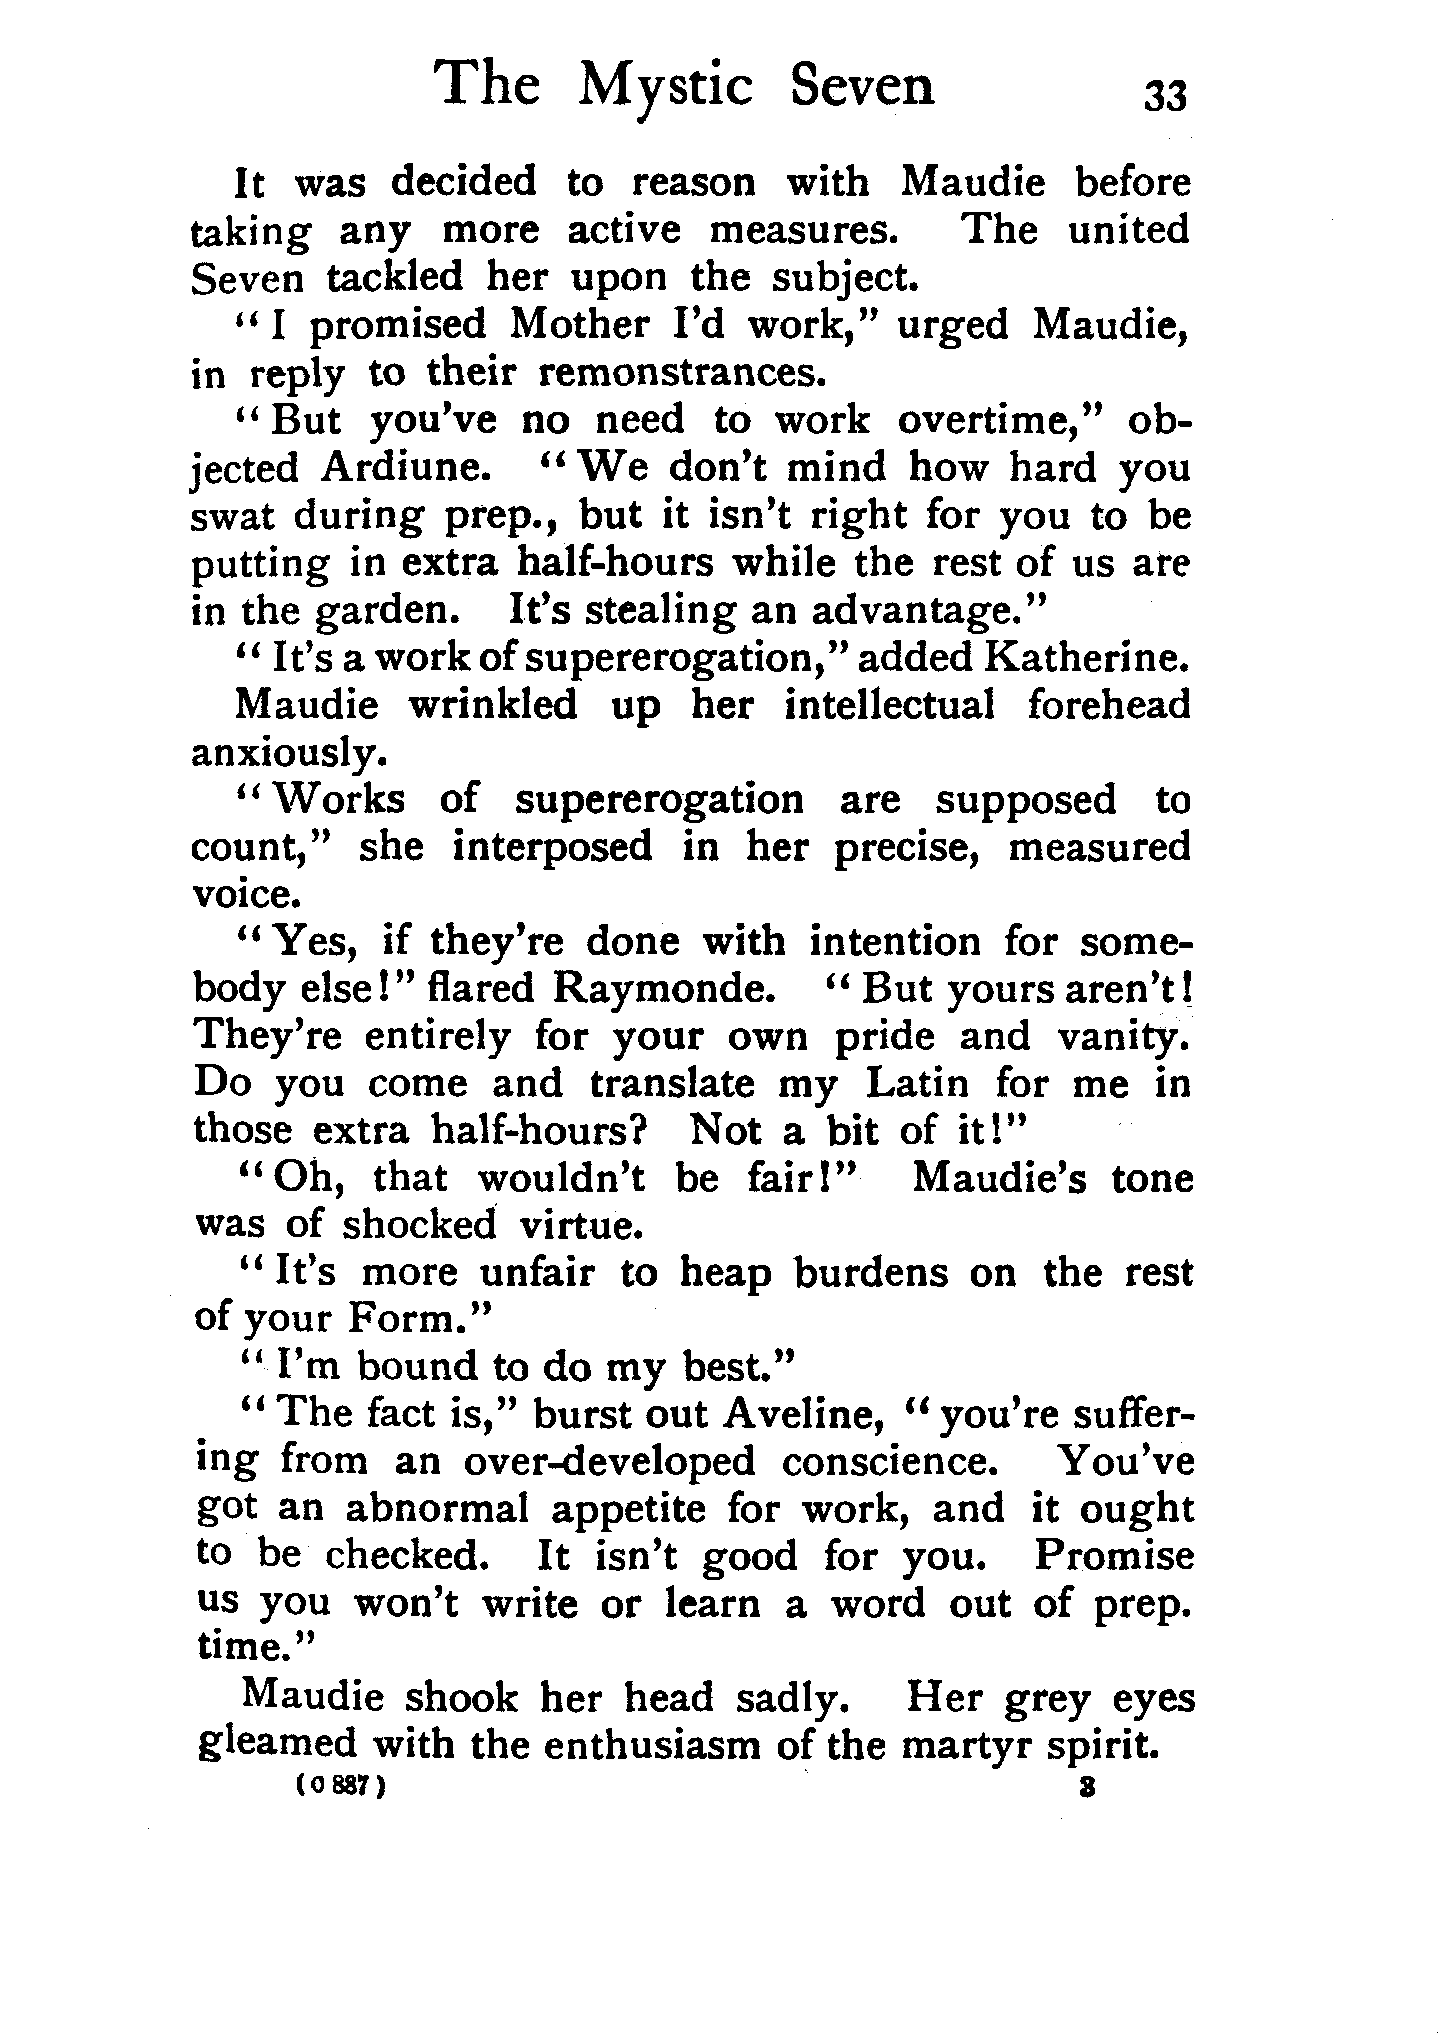 The Mystic Seven 33
It was decided to reason with Maudie before
taking any more active measures. The united
Seven tackled her upon the subject.
“I promised Mother I’d work,” urged Maudie,
in reply to their remonstrances.
“But you’ve no need to work overtime,” ob-
jected Ardiune. “We don’t mind how hard you
swat during prep., but it isn’t right for you to be
putting in extra half-hours while the rest of us are
in the garden. It’s stealing an advantage.”
“It’s a work of supererogation,” added Katherine.
Maudie wrinkled up her intellectual forehead
anxiously.
“Works of supererogation are supposed to
count,” she interposed in her precise, measured
voice.
“Yes, if they’re done with intention for some-
body else!” flared Raymonde. “But yours aren’t!
They’re entirely for your own pride and vanity.
Do you come and translate my Latin for me in
those extra half-hours? Not a bit of it!”
“Oh, that wouldn’t be fair!” Maudie’s tone
was of shocked virtue.
“It’s more unfair to heap burdens on the rest
of your Form.”
“I’m bound to do my best.”
“The fact is,” burst out Aveline, “you’re suffer-
ing from an over-developed conscience. You’ve
got an abnormal appetite for work, and it ought
to be checked. It isn’t good for you. Promise
us you won’t write or learn a word out of prep.
time.”
Maudie shook her head sadly. Her grey eyes
gleamed with the enthusiasm of the martyr spirit.
(O 887) 3